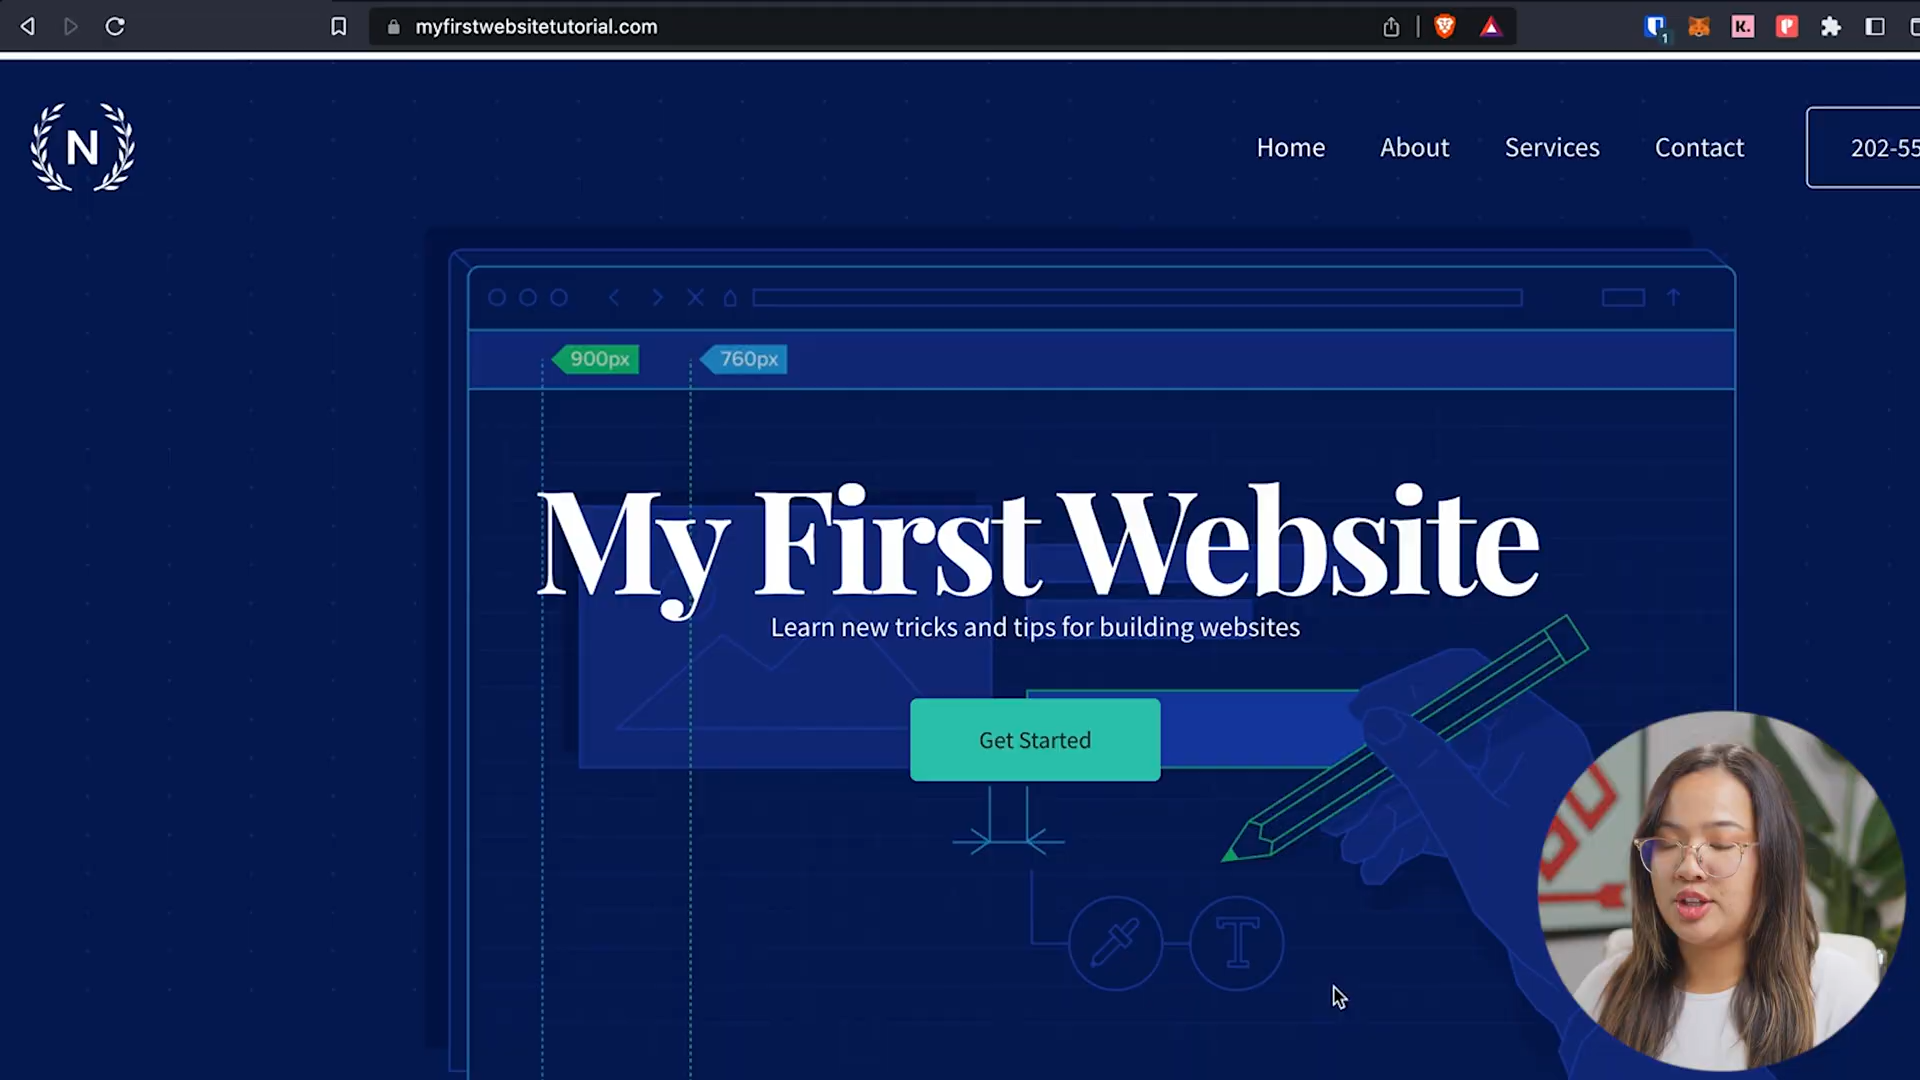 myfirstwebsitetutorial.com
1
K.
N
Home About Services Contact 202-55
900px 760px
My First Website
Learn new tricks and tips for building websites
Get Started
T